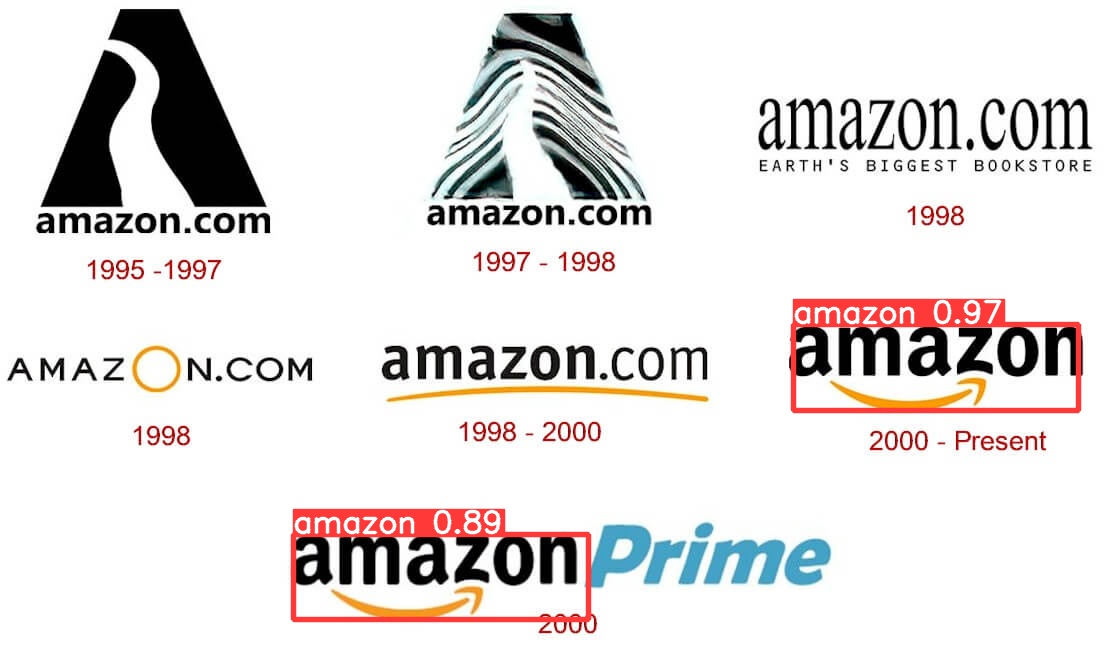 amazon.com
1995 -1997
amazon.com
1997 - 1998
amazon.com
EARTH'S BIGGEST BOOKSTORE
1998
AMAZON.COM
1998
amazon.com
1998 - 2000
amazon 0.97
amazon
2000 - Present
amazon 0.89
amazon Prime
2000